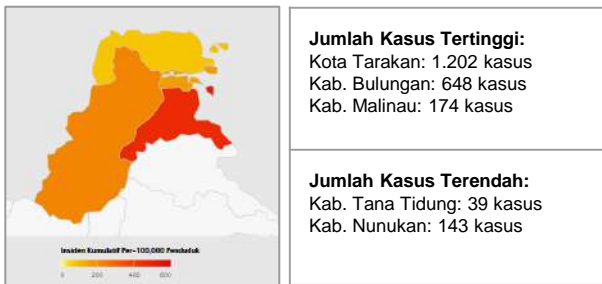 Jumlah Kasus Tertinggi:
Kota Tarakan: 1.202 kasus
Kab. Bulungan: 648 kasus
Kab. Malinau: 174 kasus
Jumlah Kasus Terendah:
Kab. Tana Tidung: 39 kasus
Kab. Nunukan: 143 kasus
Insiden Kumulatif Per-100,000 Penduduk
0 200 400 600